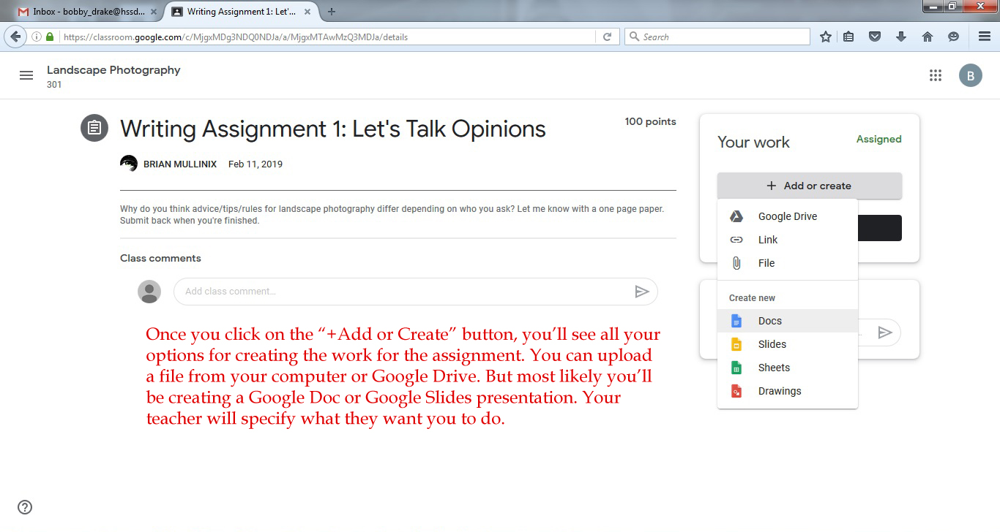 Inbox - bobby_drake@hssd...
Writing Assignment 1: Let'...
https://classroom.google.com/c/MjgxMDg3NDQ0NDJa/a/MjgxMTAwMzQ3MDJa/details
Search
Landscape Photography
301
B
Writing Assignment 1: Let's Talk Opinions
100 points
BRIAN MULLINIX Feb 11, 2019
Why do you think advice/tips/rules for landscape photography differ depending on who you ask? Let me know with a one page paper.
Submit back when you're finished.
Class comments
Add class comment...
Once you click on the “+Add or Create” button, you’ll see all your
options for creating the work for the assignment. You can upload
a file from your computer or Google Drive. But most likely you’ll
be creating a Google Doc or Google Slides presentation. Your
teacher will specify what they want you to do.
Your work
Assigned
+ Add or create
Google Drive
Link
File
Create new
Docs
Slides
Sheets
Drawings